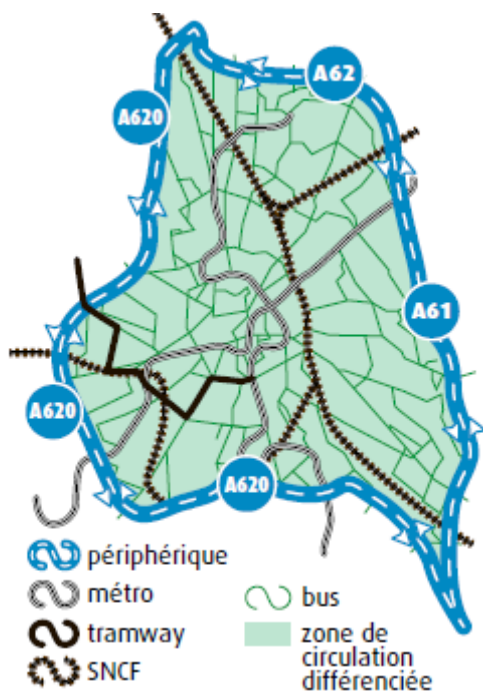 A62
A620
A61
A620
A620
périphérique
métro
tramway
SNCF
bus
zone de
circulation
différenciée